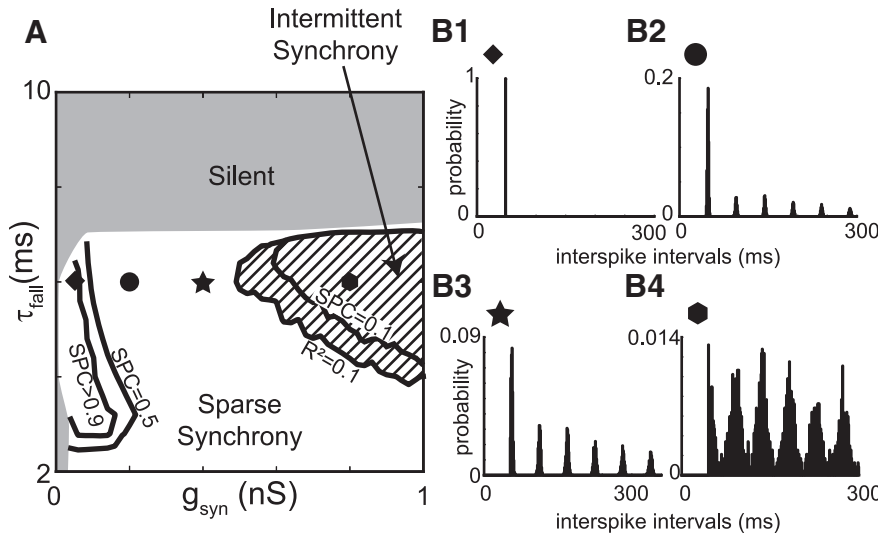 A
Intermittent
Synchrony
10
Silent
τfall(ms)
SPC>0.9
SPC=0.5
SPC=0.1
R²=0.1
Sparse
Synchrony
2
0
gsyn (nS)
1
B1
1
probability
0
0
300
B2
0.2
0
0
300
interspike intervals (ms)
B3
0.09
probability
0
0
300
B4
0.014
0
0
300
interspike intervals (ms)